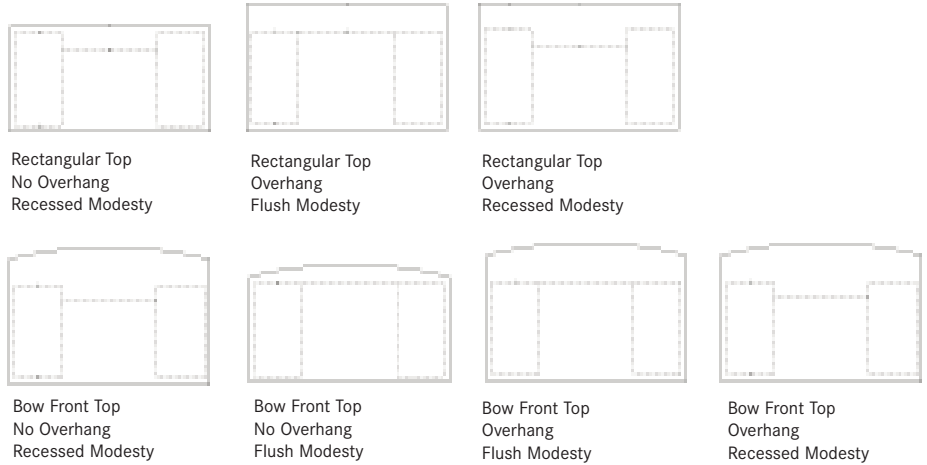 Rectangular Top
No Overhang
Recessed Modesty
Rectangular Top
Overhang
Flush Modesty
Rectangular Top
Overhang
Recessed Modesty
Bow Front Top
No Overhang
Recessed Modesty
Bow Front Top
No Overhang
Flush Modesty
Bow Front Top
Overhang
Flush Modesty
Bow Front Top
Overhang
Recessed Modesty